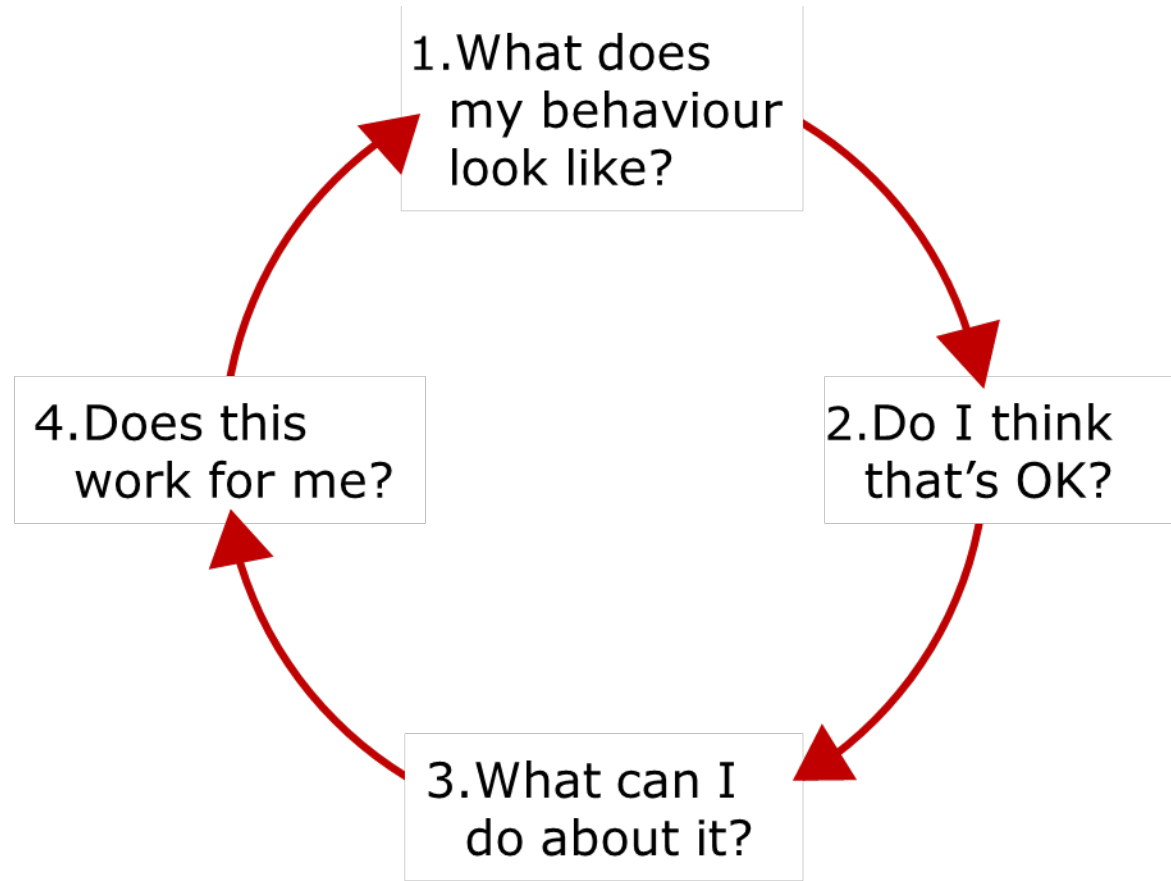 1.What does
my behaviour
look like?
2.Do I think
that’s OK?
3.What can I
do about it?
4.Does this
work for me?